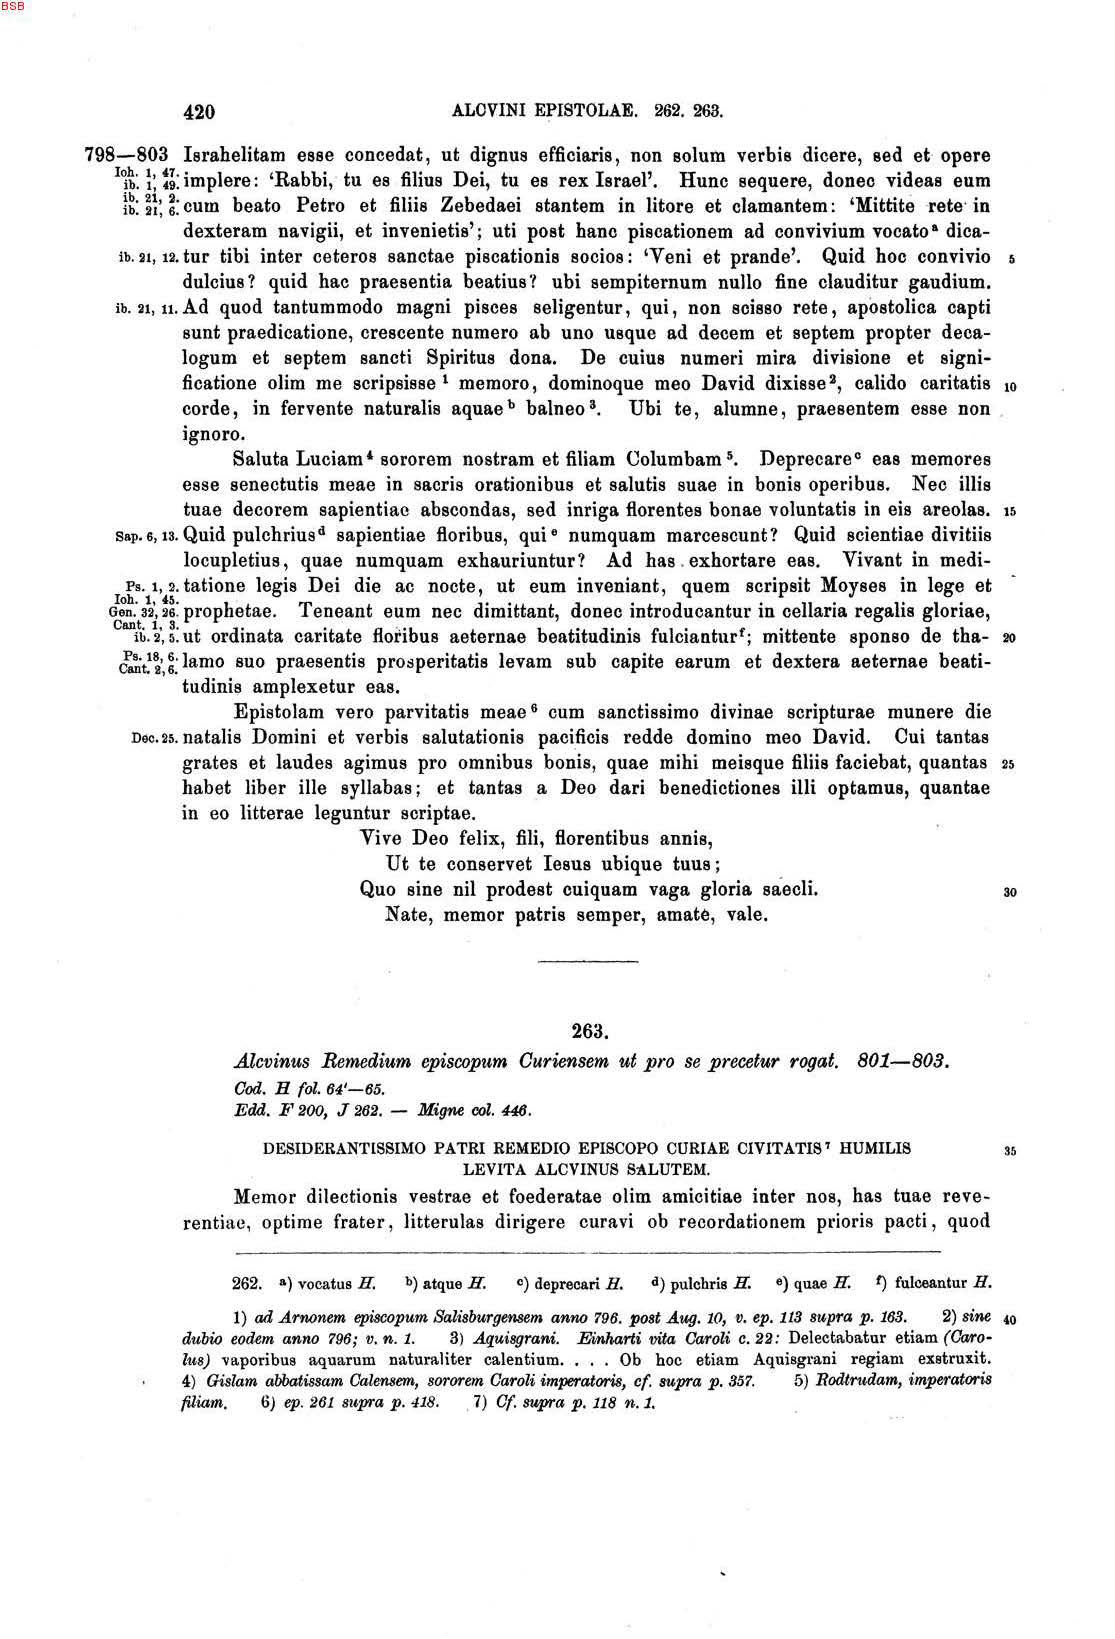 BSB
420 ALCVINI EPISTOLAE. 262. 263.
798—803 Israhelitam esse concedat, ut dignus efficiaris, non solum verbis dicere, sed et opere
Ioh. 1, 47.
ib. 1, 49. implere: ‘Rabbi, tu es filius Dei, tu es rex Israel’. Hunc sequere, donec videas eum
ib. 21, 2.
ib. 21, 6. cum beato Petro et filiis Zebedaei stantem in litore et clamantem: ‘Mittite rete in
dexteram navigii, et invenietis’; uti post hanc piscationem ad convivium vocato a dica-
ib. 21, 12. tur tibi inter ceteros sanctae piscationis socios: ‘Veni et prande’. Quid hoc convivio 5
dulcius? quid hac praesentia beatius? ubi sempiternum nullo fine clauditur gaudium.
ib. 21, 11. Ad quod tantummodo magni pisces seligentur, qui, non scisso rete, apostolica capti
sunt praedicatione, crescente numero ab uno usque ad decem et septem propter deca-
logum et septem sancti Spiritus dona. De cuius numeri mira divisione et signi-
ficatione olim me scripsisse 1 memoro, dominoque meo David dixisse 2, calido caritatis 10
corde, in fervente naturalis aquae b balneo 3. Ubi te, alumne, praesentem esse non
ignoro.
Saluta Luciam 4 sororem nostram et filiam Columbam 5. Deprecare c eas memores
esse senectutis meae in sacris orationibus et salutis suae in bonis operibus. Nec illis
tuae decorem sapientiae abscondas, sed inriga florentes bonae voluntatis in eis areolas. 15
Sap. 6, 13. Quid pulchrius d sapientiae floribus, qui e numquam marcescunt? Quid scientiae divitiis
locupletius, quae numquam exhauriuntur? Ad has exhortare eas. Vivant in medi-
Ps. 1, 2. tatione legis Dei die ac nocte, ut eum inveniant, quem scripsit Moyses in lege et
Ioh. 1, 45.
Gen. 32, 26. prophetae. Teneant eum nec dimittant, donec introducantur in cellaria regalis gloriae,
Cant. 1, 3.
ib. 2, 5. ut ordinata caritate floribus aeternae beatitudinis fulciantur f; mittente sponso de tha- 20
Ps. 18, 6.
Cant. 2, 6. lamo suo praesentis prosperitatis levam sub capite earum et dextera aeternae beati-
tudinis amplexetur eas.
Epistolam vero parvitatis meae 6 cum sanctissimo divinae scripturae munere die
Dec. 25. natalis Domini et verbis salutationis pacificis redde domino meo David. Cui tantas
grates et laudes agimus pro omnibus bonis, quae mihi meisque filiis faciebat, quantas 25
habet liber ille syllabas; et tantas a Deo dari benedictiones illi optamus, quantae
in eo litterae leguntur scriptae.
Vive Deo felix, fili, florentibus annis,
Ut te conservet Iesus ubique tuus;
Quo sine nil prodest cuiquam vaga gloria saecli. 30
Nate, memor patris semper, amate, vale.
263.
Alcvinus Remedium episcopum Curiensem ut pro se precetur rogat. 801—803.
Cod. H fol. 64'—65.
Edd. F 200, J 262. — Migne col. 446.
DESIDERANTISSIMO PATRI REMEDIO EPISCOPO CURIAE CIVITATIS 7 HUMILIS 35
LEVITA ALCVINUS SALUTEM.
Memor dilectionis vestrae et foederatae olim amicitiae inter nos, has tuae reve-
rentiae, optime frater, litterulas dirigere curavi ob recordationem prioris pacti, quod
262. a) vocatus H. b) atque H. c) deprecari H. d) pulchris H. e) quae H. f) fulceantur H.
1) ad Arnonem episcopum Salisburgensem anno 796. post Aug. 10, v. ep. 113 supra p. 163. 2) sine 40
dubio eodem anno 796; v. n. 1. 3) Aquisgrani. Einharti vita Caroli c. 22: Delectabatur etiam (Caro-
lus) vaporibus aquarum naturaliter calentium. . . . Ob hoc etiam Aquisgrani regiam exstruxit.
4) Gislam abbatissam Calensem, sororem Caroli imperatoris, cf. supra p. 357. 5) Rodtrudam, imperatoris
filiam. 6) ep. 261 supra p. 418. 7) Cf. supra p. 118 n. 1.